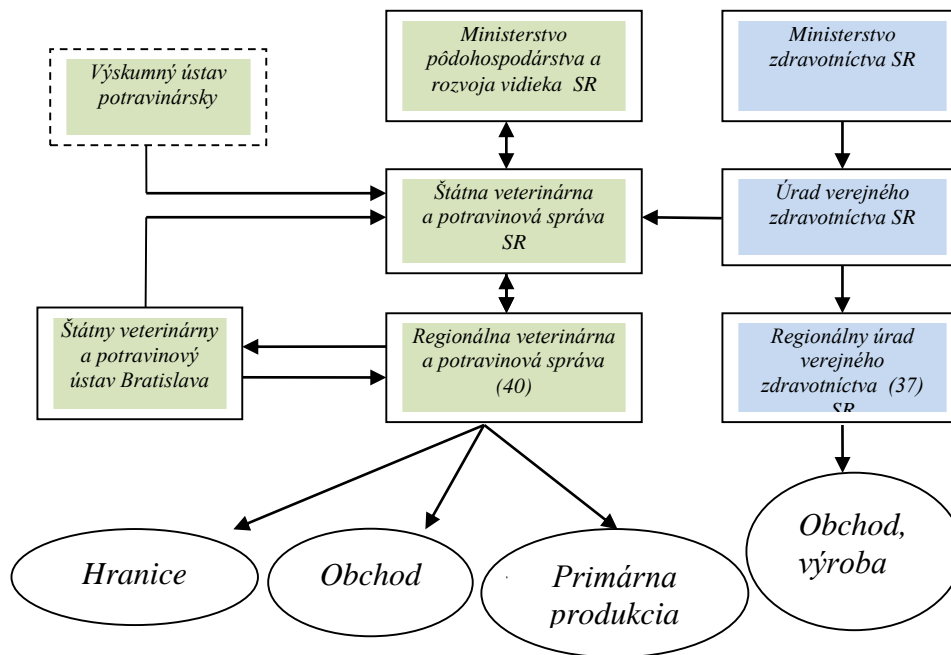 Výskumný ústav
potravinársky
Ministerstvo
pôdohospodárstva a
rozvoja vidieka SR
Ministerstvo
zdravotníctva SR
Štátna veterinárna
a potravinová správa
SR
Úrad verejného
zdravotníctva SR
Štátny veterinárny
a potravinový
ústav Bratislava
Regionálna veterinárna
a potravinová správa
(40)
Regionálny úrad
verejného
zdravotníctva (37)
SR
Hranice
Obchod
Primárna
produkcia
Obchod,
výroba